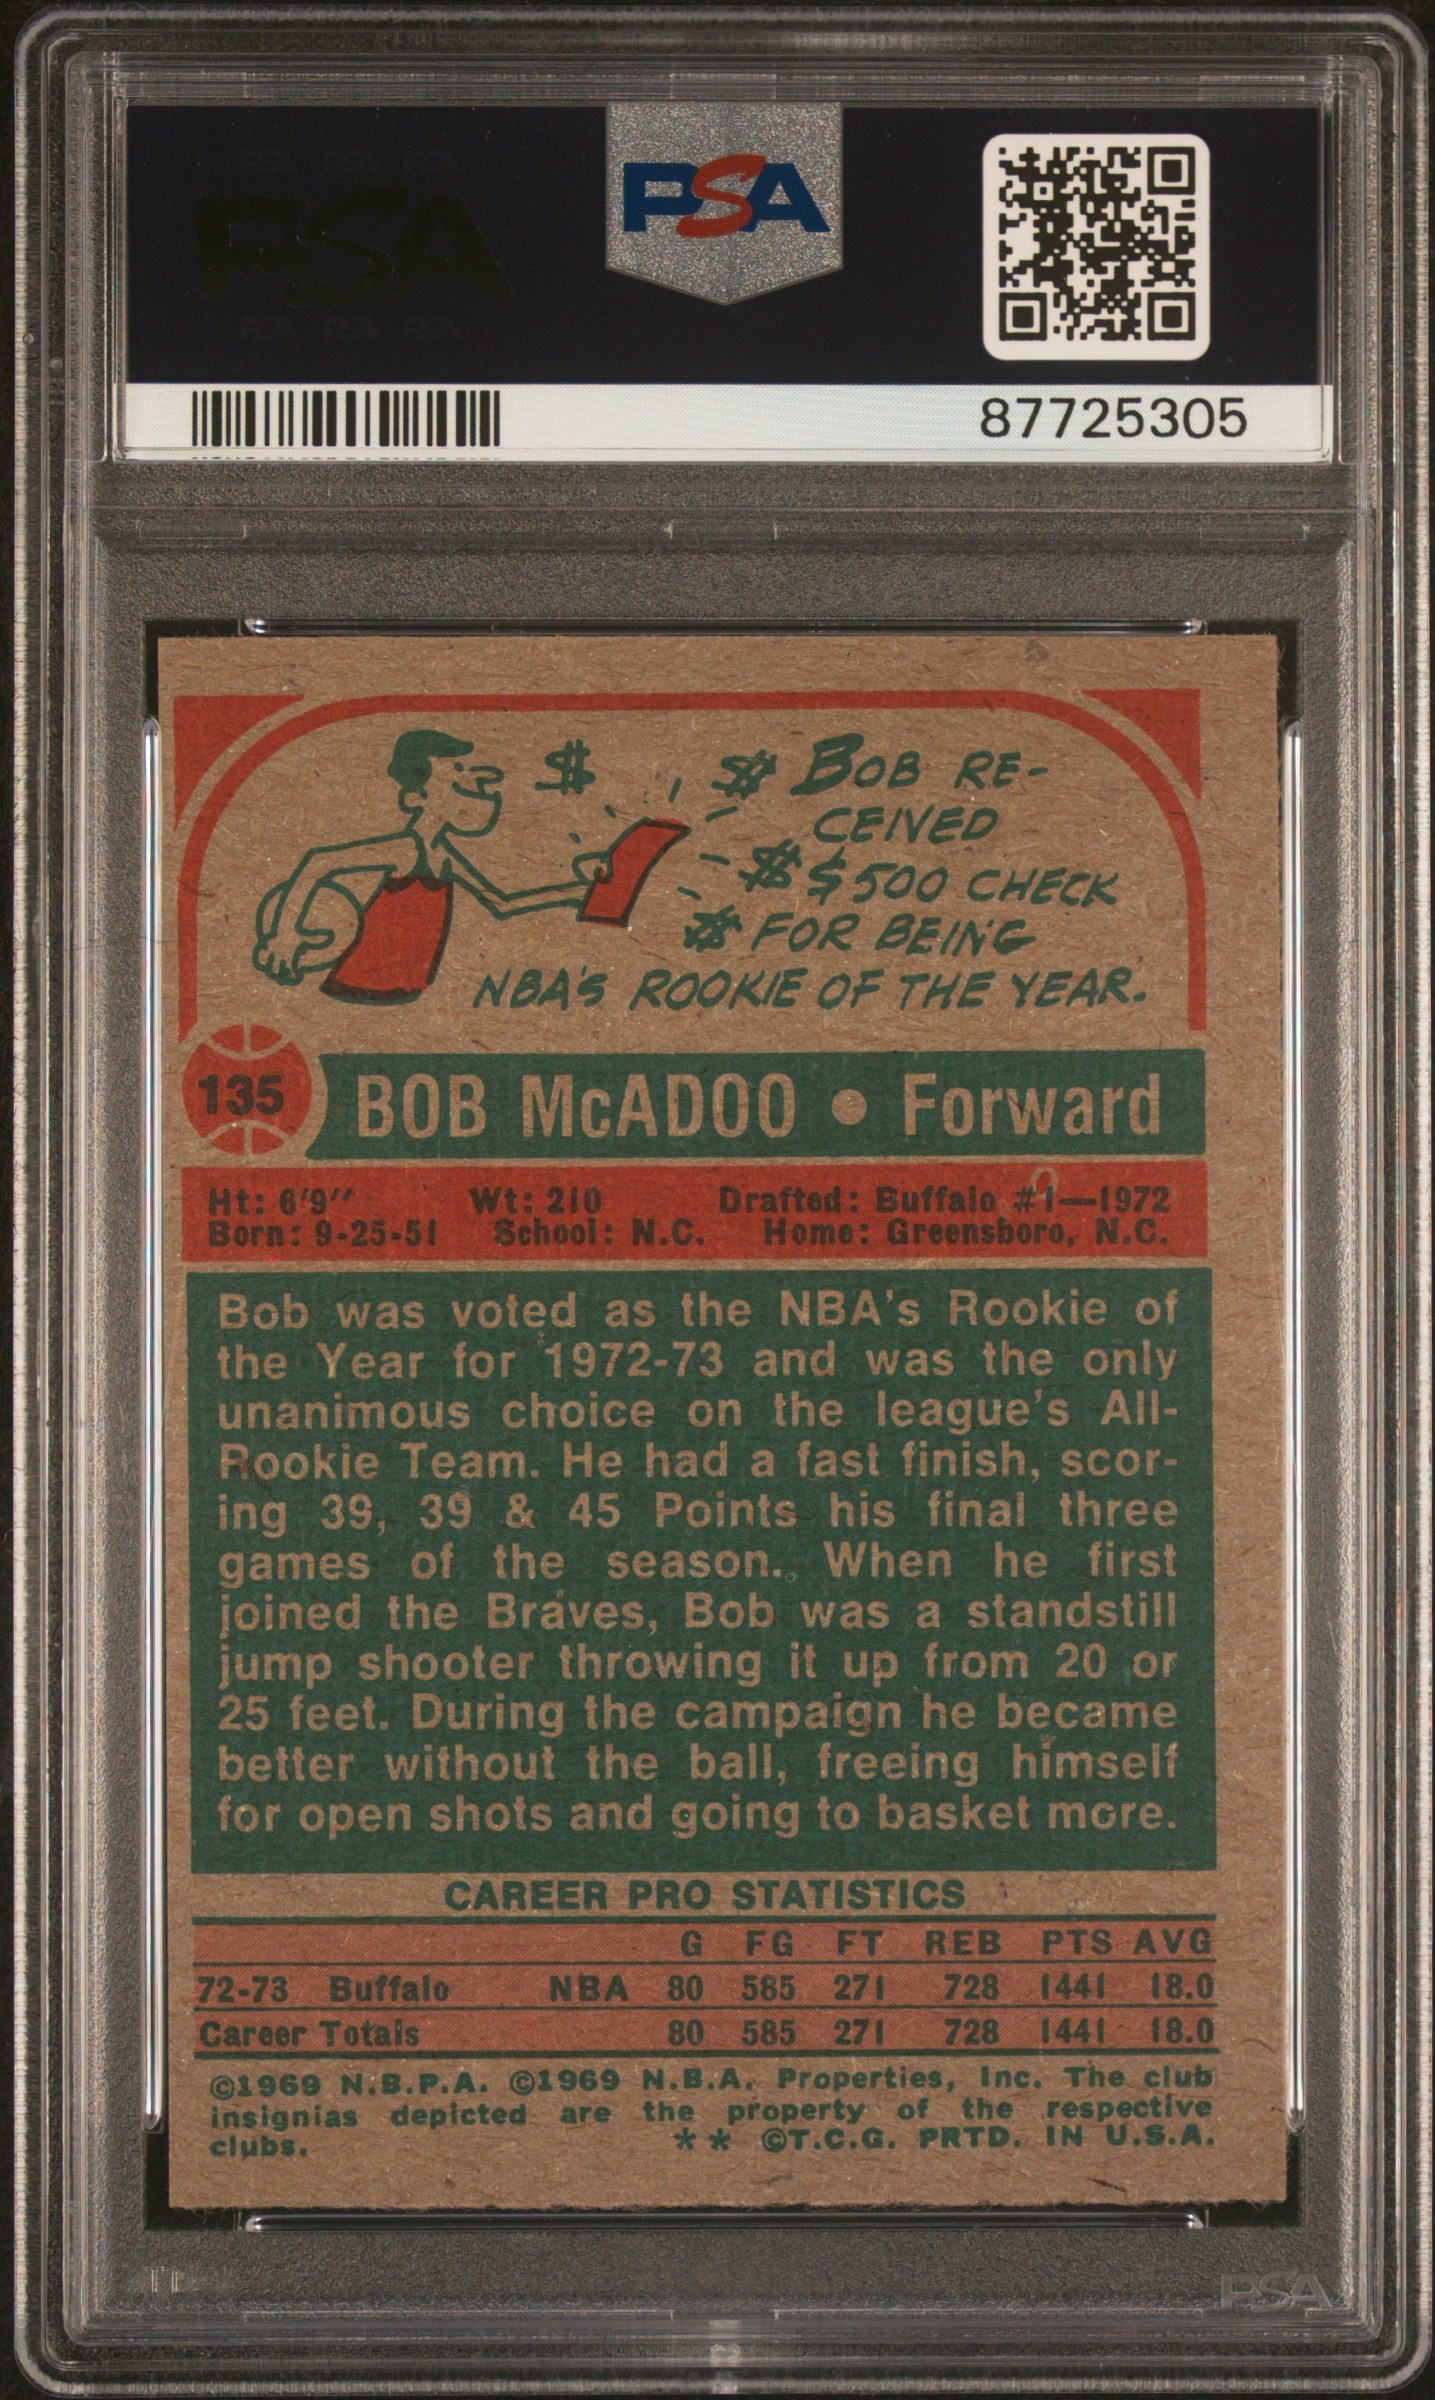 PSA PSA PSA
PSA
PSA PSA PSA
PSA
87725305
$ $ BOB RE-
CEIVED
$ $500 CHECK
$ FOR BEING
NBA'S ROOKIE OF THE YEAR.
135 BOB McADOO • Forward
Ht: 6'9" Wt: 210 Drafted: Buffalo #1—1972
Born: 9-25-51 School: N.C. Home: Greensboro, N.C.
Bob was voted as the NBA's Rookie of
the Year for 1972-73 and was the only
unanimous choice on the league's All-
Rookie Team. He had a fast finish, scor-
ing 39, 39 & 45 Points his final three
games of the season. When he first
joined the Braves, Bob was a standstill
jump shooter throwing it up from 20 or
25 feet. During the campaign he became
better without the ball, freeing himself
for open shots and going to basket more.
CAREER PRO STATISTICS
G FG FT REB PTS AVG
72-73 Buffalo NBA 80 585 271 728 1441 18.0
Career Totals 80 585 271 728 1441 18.0
©1969 N.B.P.A. ©1969 N.B.A. Properties, Inc. The club
insignias depicted are the property of the respective
clubs. ** ©T.C.G. PRTD. IN U.S.A.
PSA